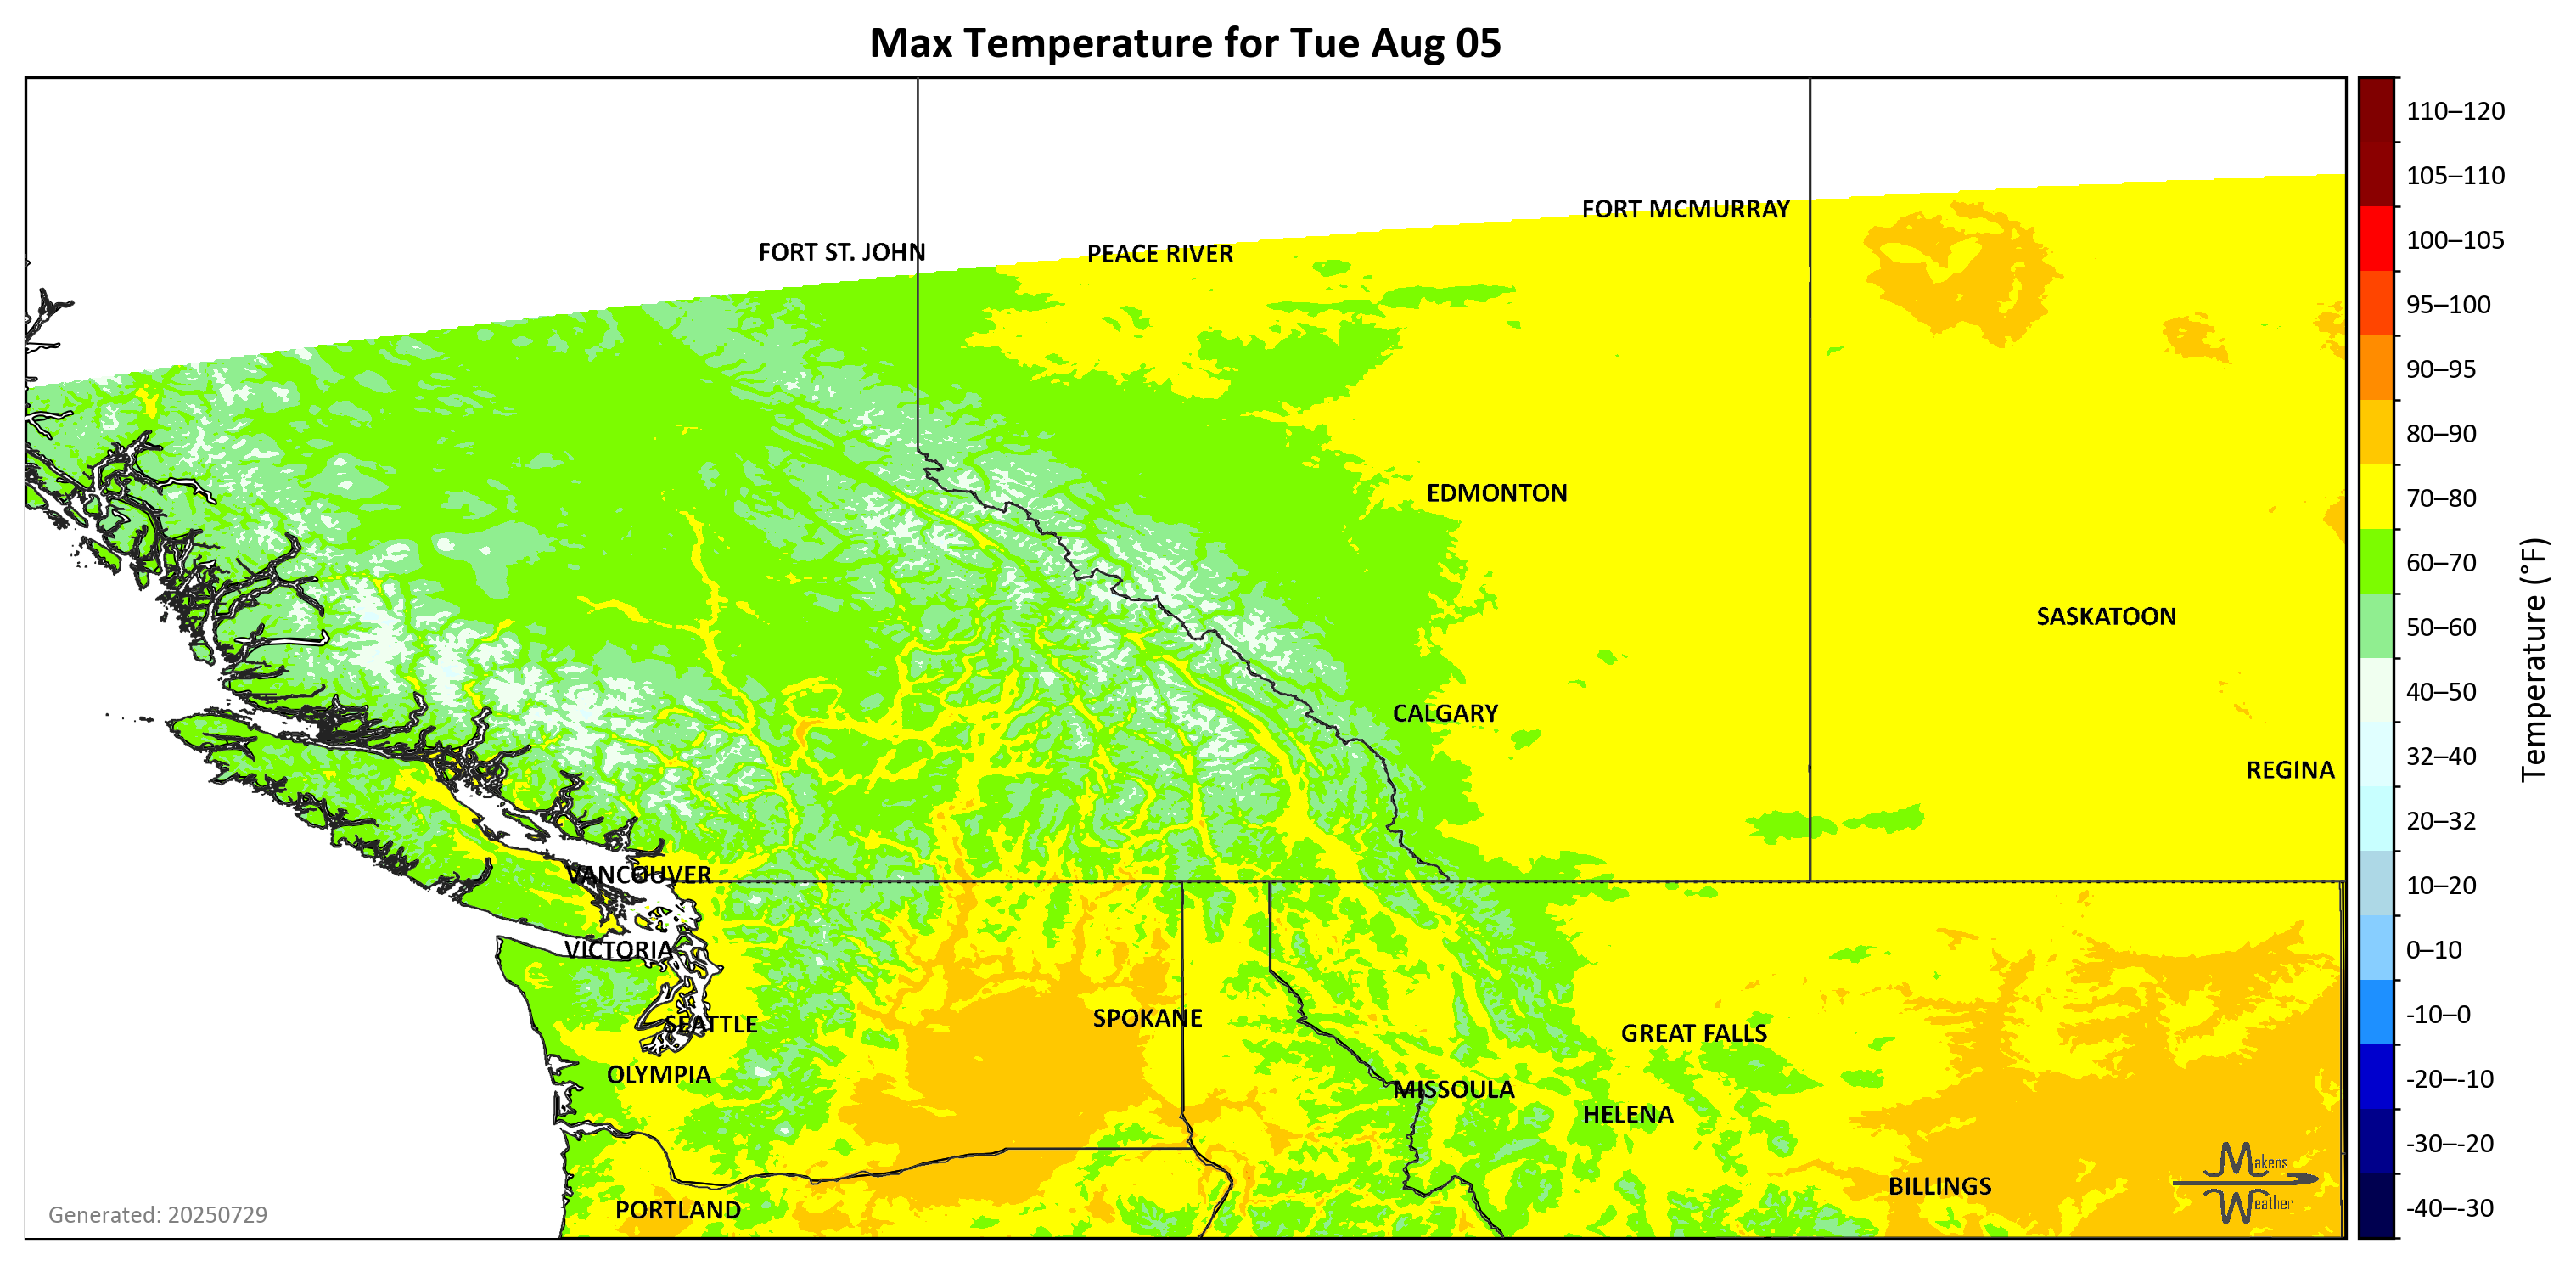 Max Temperature for Tue Aug 05
FORT MCMURRAY
FORT ST. JOHN
PEACE RIVER
EDMONTON
SASKATOON
CALGARY
REGINA
VANCOUVER
VICTORIA
SEATTLE
SPOKANE
GREAT FALLS
OLYMPIA
MISSOULA
HELENA
BILLINGS
PORTLAND
Generated: 20250729
Makens
Weather
110–120
105–110
100–105
95–100
90–95
80–90
70–80
60–70
50–60
40–50
32–40
20–32
10–20
0–10
-10–0
-20–-10
-30–-20
-40–-30
Temperature (°F)